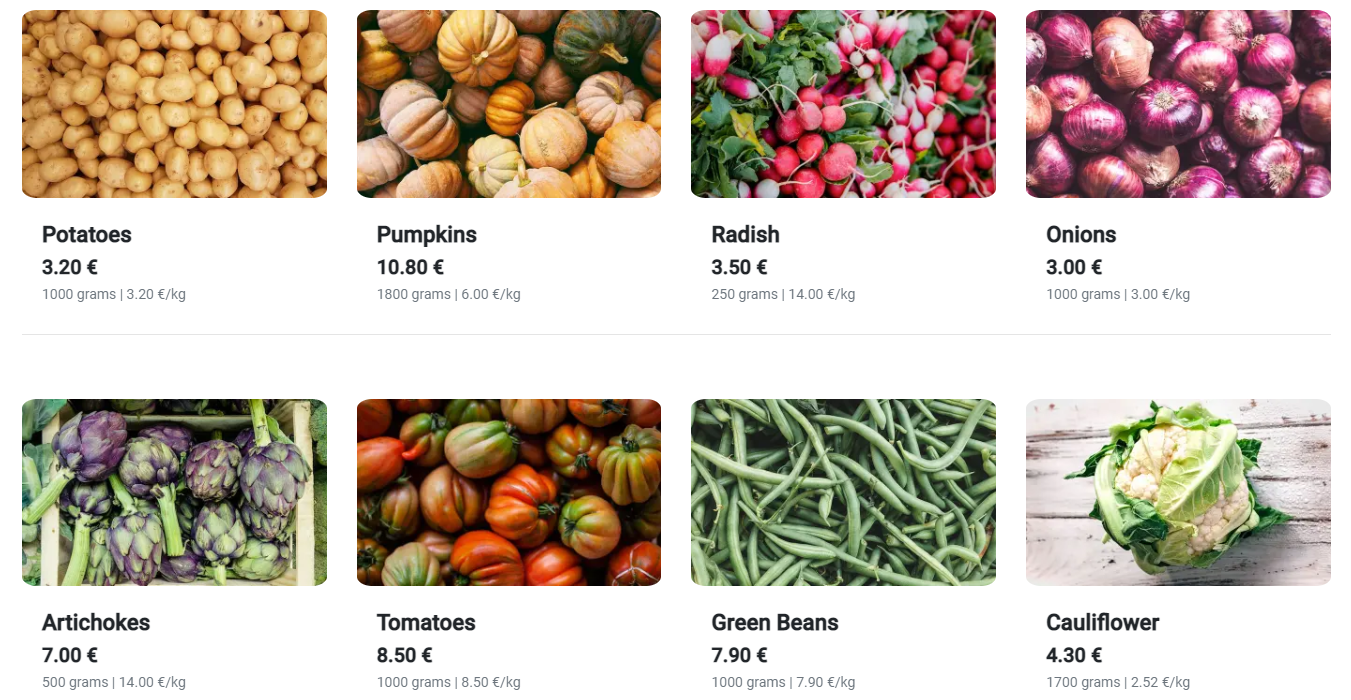 Potatoes
3.20 €
1000 grams | 3.20 €/kg
Pumpkins
10.80 €
1800 grams | 6.00 €/kg
Radish
3.50 €
250 grams | 14.00 €/kg
Onions
3.00 €
1000 grams | 3.00 €/kg
Artichokes
7.00 €
500 grams | 14.00 €/kg
Tomatoes
8.50 €
1000 grams | 8.50 €/kg
Green Beans
7.90 €
1000 grams | 7.90 €/kg
Cauliflower
4.30 €
1700 grams | 2.52 €/kg